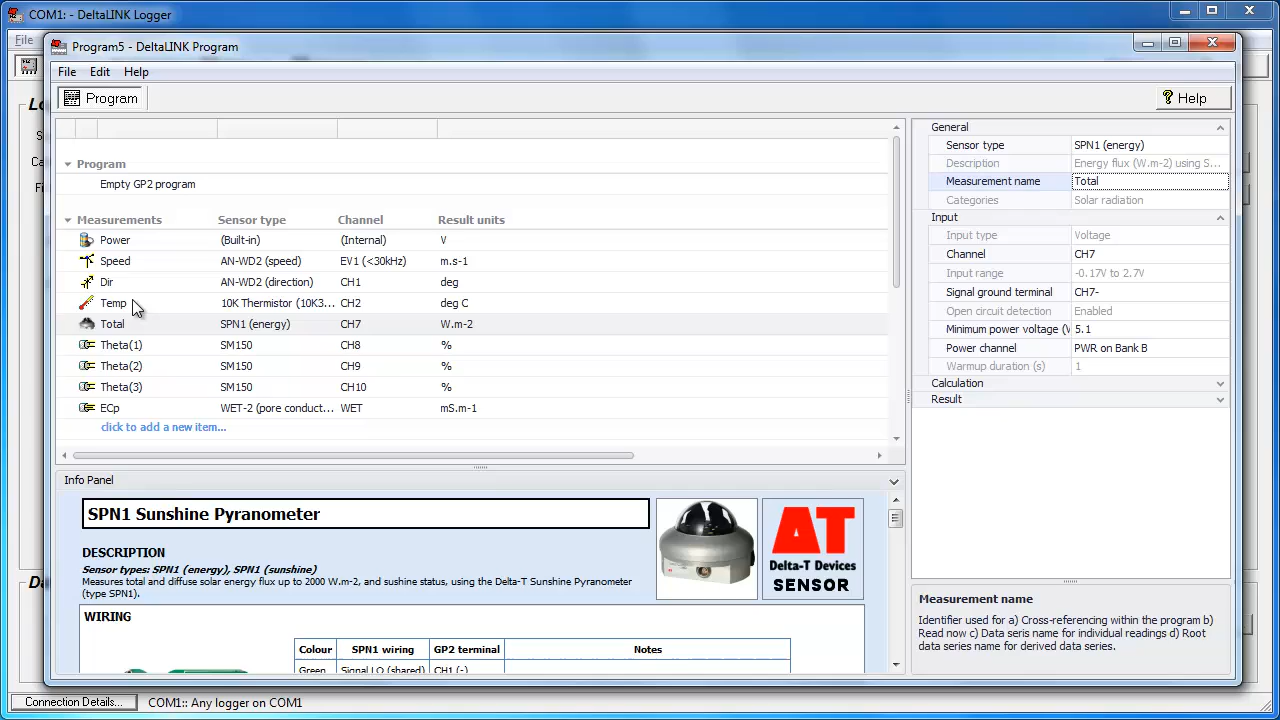 COM1: - DeltaLINK Logger
File
Program5 - DeltaLINK Program
File Edit Help
Program
Help
Program
Empty GP2 program
Measurements Sensor type Channel Result units
Power (Built-in) (Internal) V
Speed AN-WD2 (speed) EV1 (<30kHz) m.s-1
Dir AN-WD2 (direction) CH1 deg
Temp 10K Thermistor (10K3... CH2 deg C
Total SPN1 (energy) CH7 W.m-2
Theta(1) SM150 CH8 %
Theta(2) SM150 CH9 %
Theta(3) SM150 CH10 %
ECp WET-2 (pore conduct... WET mS.m-1
click to add a new item...
General
Sensor type SPN1 (energy)
Description Energy flux (W.m-2) using S...
Measurement name Total
Categories Solar radiation
Input
Input type Voltage
Channel CH7
Input range -0.17V to 2.7V
Signal ground terminal CH7-
Open circuit detection Enabled
Minimum power voltage (V 5.1
Power channel PWR on Bank B
Warmup duration (s) 1
Calculation
Result
Info Panel
SPN1 Sunshine Pyranometer
DESCRIPTION
Sensor types: SPN1 (energy), SPN1 (sunshine)
Measures total and diffuse solar energy flux up to 2000 W.m-2, and sushine status, using the Delta-T Sunshine Pyranometer
(type SPN1).
Delta-T Devices
SENSOR
WIRING
Colour SPN1 wiring GP2 terminal Notes
Green Signal LO (shared) CH1 (-)
Measurement name
Identifier used for a) Cross-referencing within the program b)
Read now c) Data seris name for individual readings d) Root
data series name for derived data series.
Connection Details... COM1:: Any logger on COM1